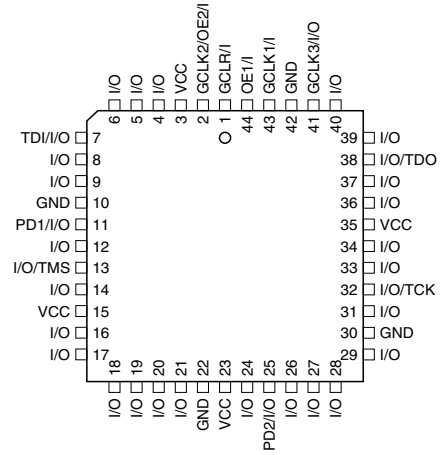 I/O
I/O
I/O
VCC
GCLK2/OE2/I
GCLR/I
OE1/I
GCLK1/I
GND
GCLK3/I/O
I/O
6
5
4
3
2
1
44
43
42
41
40
TDI/I/O 7
I/O 8
I/O 9
GND 10
PD1/I/O 11
I/O 12
I/O/TMS 13
I/O 14
VCC 15
I/O 16
I/O 17
39 I/O
38 I/O/TDO
37 I/O
36 I/O
35 VCC
34 I/O
33 I/O
32 I/O/TCK
31 I/O
30 GND
29 I/O
18
19
20
21
22
23
24
25
26
27
28
I/O
I/O
I/O
I/O
GND
VCC
I/O
PD2/I/O
I/O
I/O
I/O